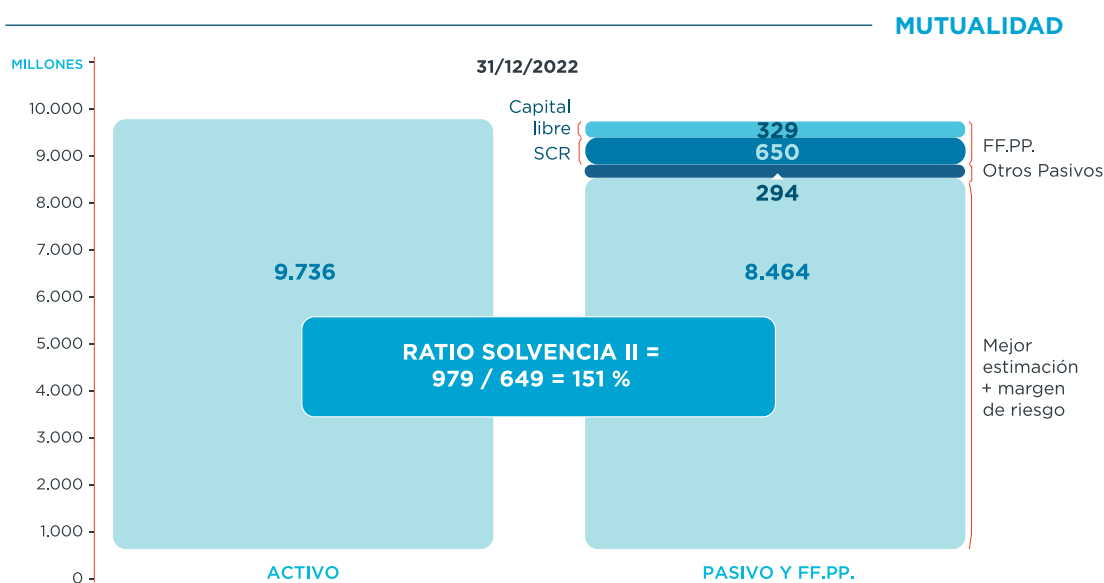 MUTUALIDAD
MILLONES
31/12/2022
10.000
9.000
8.000
7.000
6.000
5.000
4.000
3.000
2.000
1.000
0
Capital
libre
SCR
329
650
294
FF.PP.
Otros Pasivos
9.736
8.464
RATIO SOLVENCIA II =
979 / 649 = 151 %
Mejor
estimación
+ margen
de riesgo
ACTIVO
PASIVO Y FF.PP.